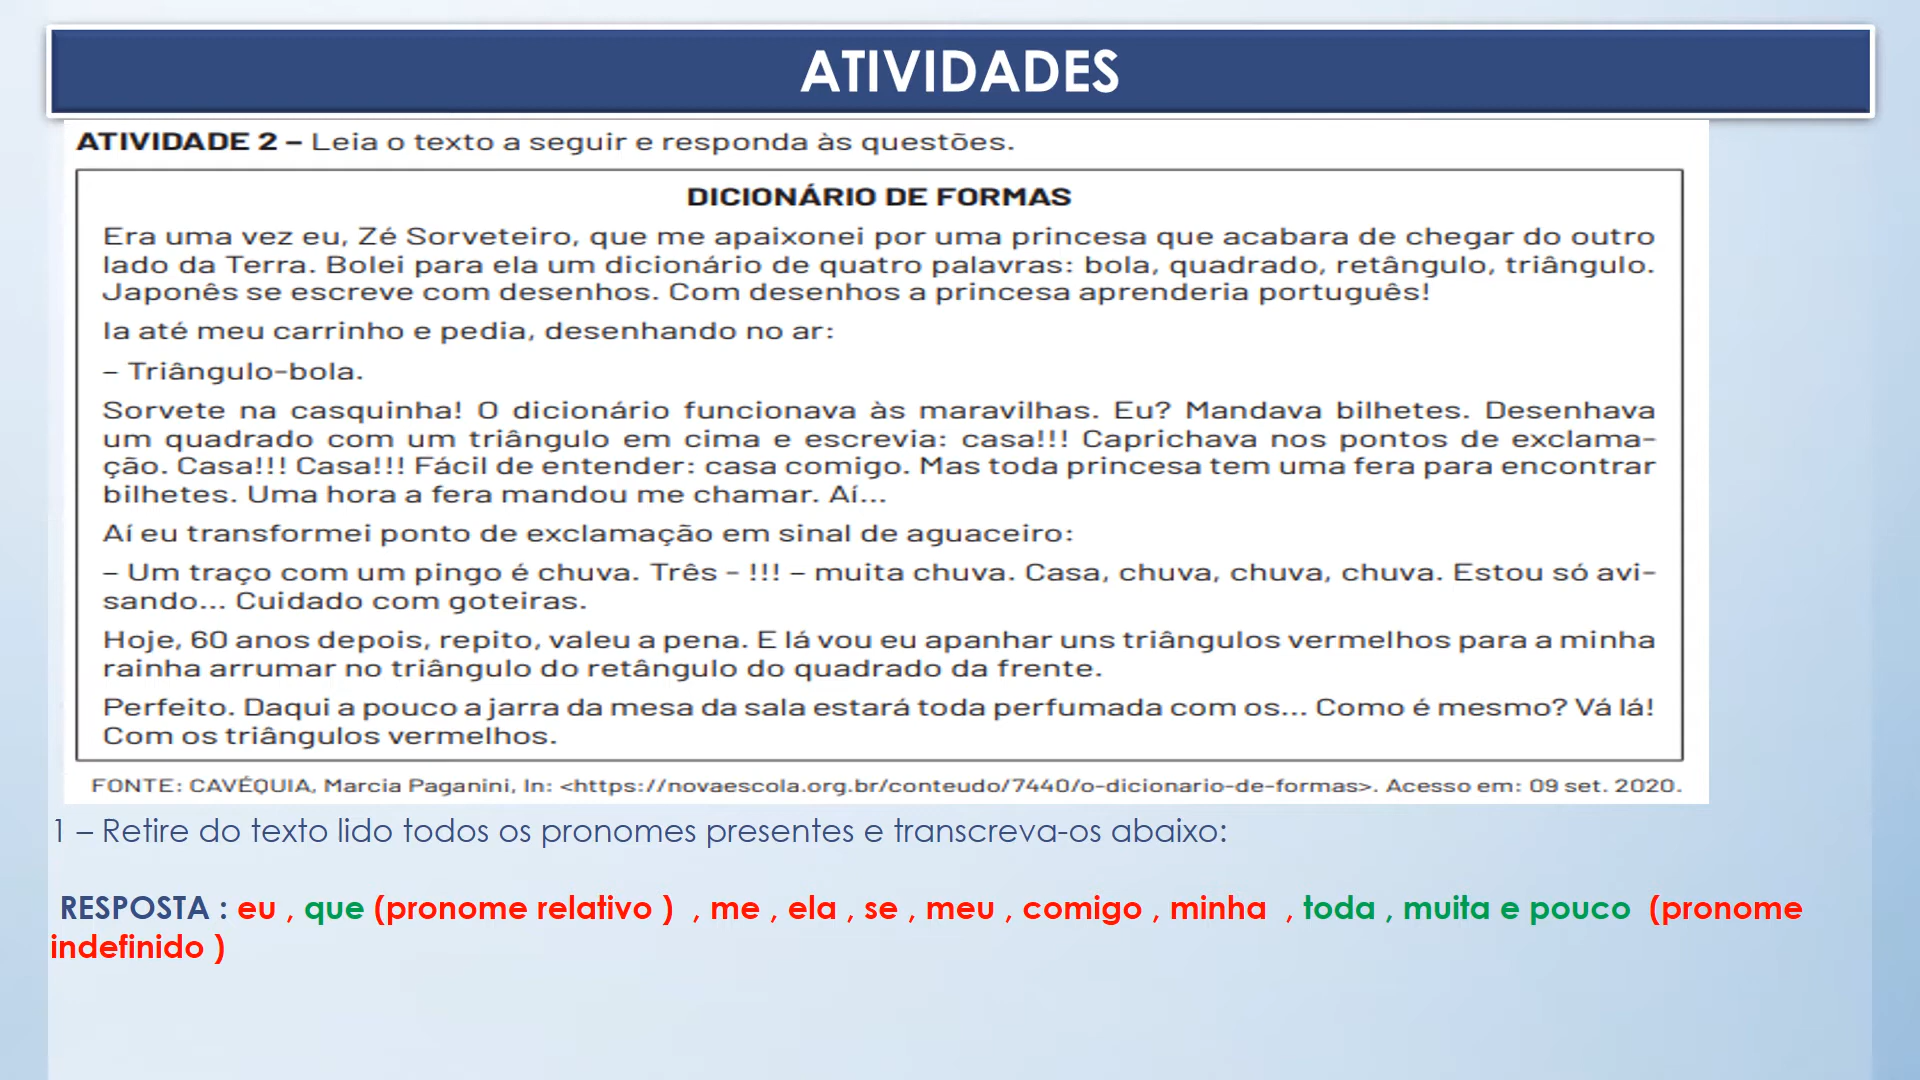 ATIVIDADES
ATIVIDADE 2 – Leia o texto a seguir e responda às questões.
DICIONÁRIO DE FORMAS
Era uma vez eu, Zé Sorveteiro, que me apaixonei por uma princesa que acabara de chegar do outro
lado da Terra. Bolei para ela um dicionário de quatro palavras: bola, quadrado, retângulo, triângulo.
Japonês se escreve com desenhos. Com desenhos a princesa aprenderia português!
Ia até meu carrinho e pedia, desenhando no ar:
– Triângulo-bola.
Sorvete na casquinha! O dicionário funcionava às maravilhas. Eu? Mandava bilhetes. Desenhava
um quadrado com um triângulo em cima e escrevia: casa!!! Caprichava nos pontos de exclama-
ção. Casa!!! Casa!!! Fácil de entender: casa comigo. Mas toda princesa tem uma fera para encontrar
bilhetes. Uma hora a fera mandou me chamar. Aí...
Aí eu transformei ponto de exclamação em sinal de aguaceiro:
– Um traço com um pingo é chuva. Três - !!! – muita chuva. Casa, chuva, chuva, chuva. Estou só avi-
sando... Cuidado com goteiras.
Hoje, 60 anos depois, repito, valeu a pena. E lá vou eu apanhar uns triângulos vermelhos para a minha
rainha arrumar no triângulo do retângulo do quadrado da frente.
Perfeito. Daqui a pouco a jarra da mesa da sala estará toda perfumada com os... Como é mesmo? Vá lá!
Com os triângulos vermelhos.
FONTE: CAVÉQUIA, Marcia Paganini, In: <https://novaescola.org.br/conteudo/7440/o-dicionario-de-formas>. Acesso em: 09 set. 2020.
1 – Retire do texto lido todos os pronomes presentes e transcreva-os abaixo:
RESPOSTA : eu , que (pronome relativo ) , me , ela , se , meu , comigo , minha , toda , muita e pouco (pronome
indefinido )